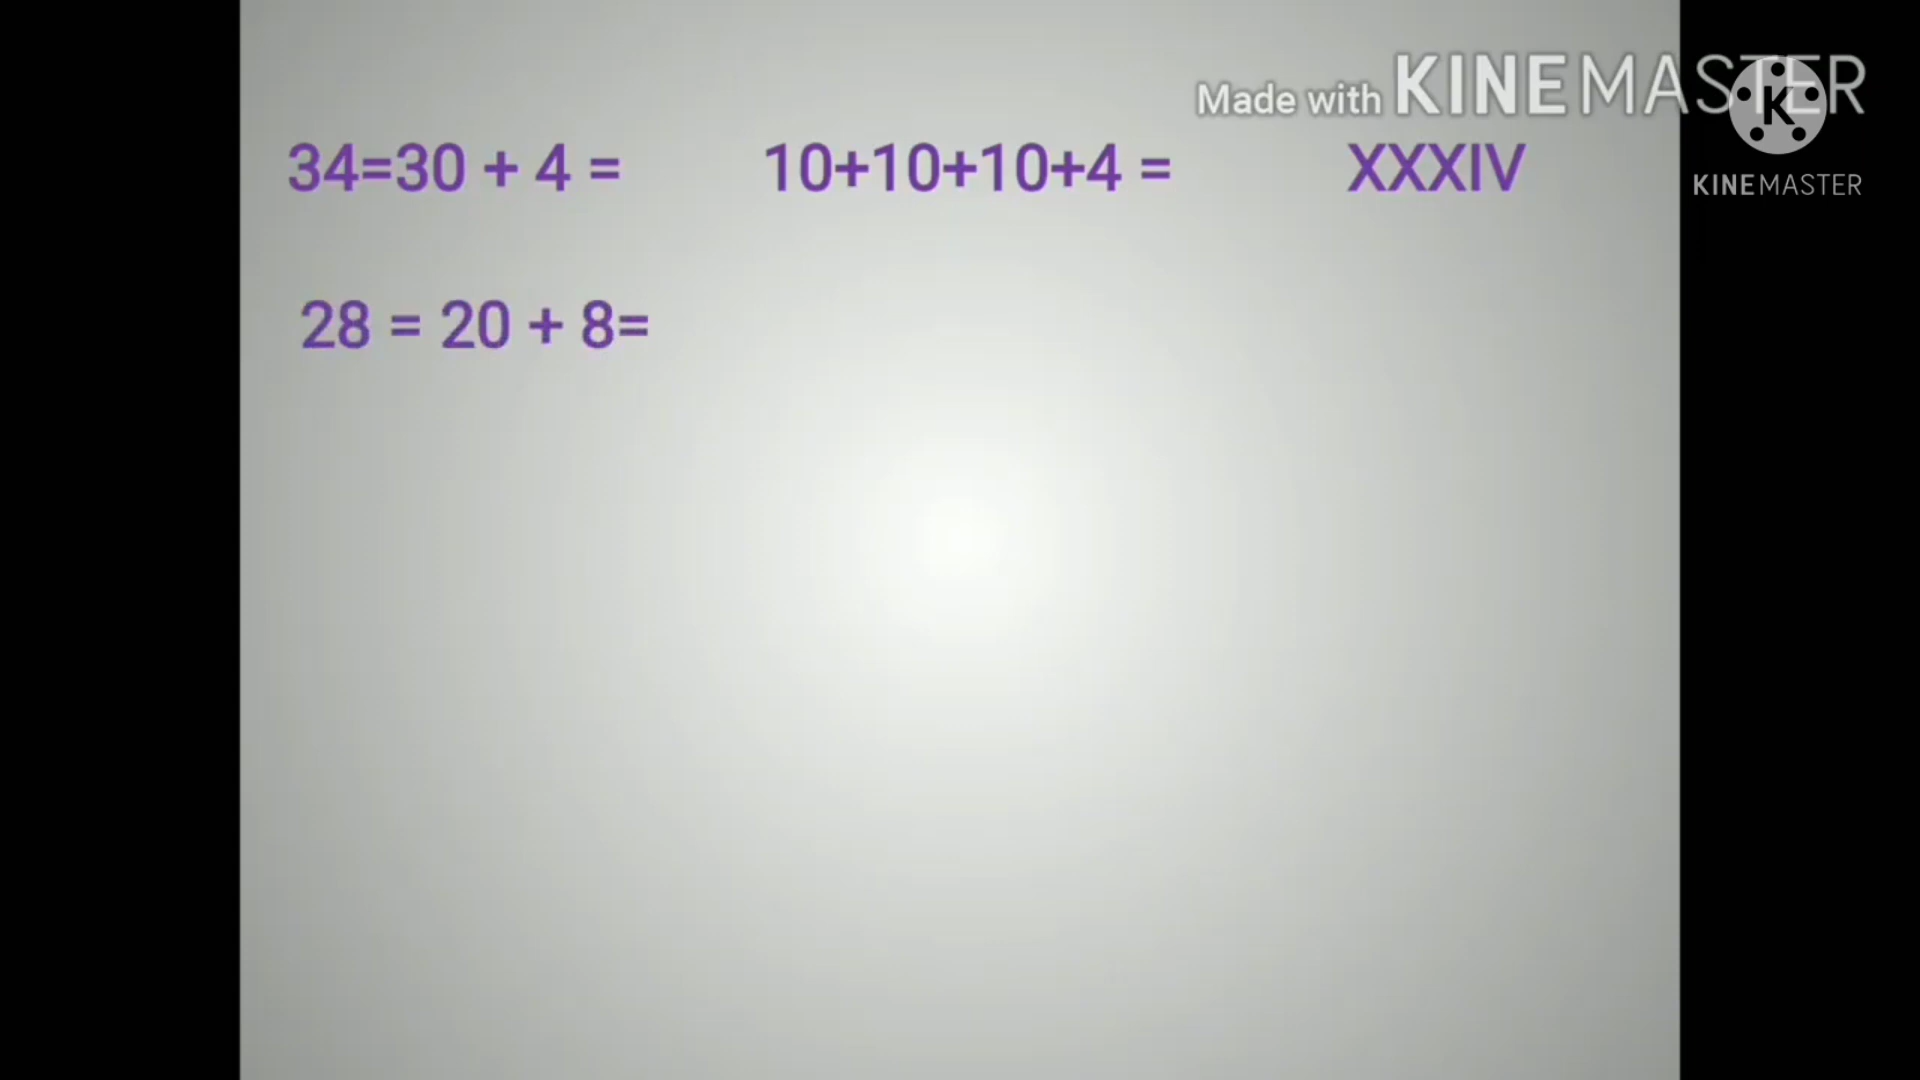 Made with KINEMASTER
K
KINEMASTER
34=30 + 4 = 10+10+10+4 = XXXIV
28 = 20 + 8=